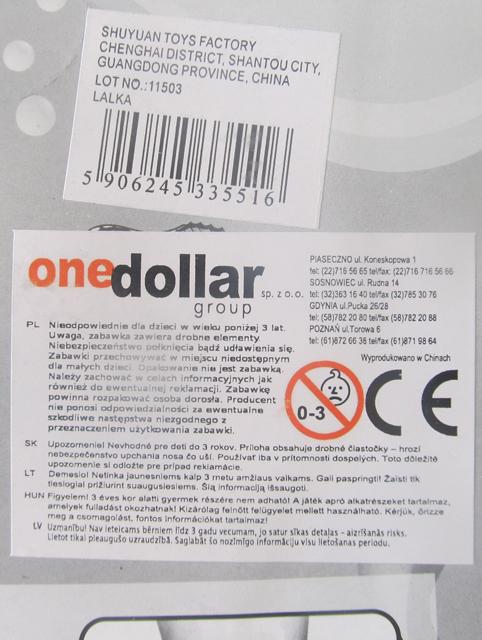 SHUYUAN TOYS FACTORY
CHENGHAI DISTRICT, SHANTOU CITY,
GUANGDONG PROVINCE, CHINA
LOT NO.:11503
LALKA
5 906245 335516
onedollar
sp. z o.o.
group
PIASECZNO ul. Koneskopowa 1
tel: (22)716 56 65 tel/fax: (22)716 716 56 66
SOSNOWIEC ul. Rudna 14
tel: (32)363 16 40 tel/fax: (32)785 30 76
GDYNIA ul.Pucka 26/28
tel: (58)782 20 80 tel/fax: (58)782 20 88
POZNAŃ ul.Torowa 6
tel: (61)872 66 38 tel/fax: (61)871 98 64
Wyprodukowano w Chinach
PL Nieodpowiednie dla dzieci w wieku poniżej 3 lat.
Uwaga, zabawka zawiera drobne elementy.
Niebezpieczeństwo połknięcia bądź udławienia się.
Zabawki przechowywać w miejscu niedostępnym
dla małych dzieci. Opakowanie nie jest zabawką.
Należy zachować w celach informacyjnych jak
również do ewentualnej reklamacji. Zabawkę
powinna rozpakować osoba dorosła. Producent
nie ponosi odpowiedzialności za ewentualne
szkodliwe następstwa niezgodnego z
przeznaczeniem użytkowania zabawki.
0-3
CE
SK Upozornenie! Nevhodné pre deti do 3 rokov. Príloha obsahuje drobné čiastočky – hrozí
nebezpečenstvo upchania nosa čo uší. Používať iba v prítomnosti dospelých. Toto dôležité
upozornenie si odložte pre prípad reklamácie.
LT Demesio! Netinka jaunesniems kalp 3 metu amžiaus valkams. Gali paspringti! Žaisti tik
tiesiogiai prižiurint suaugusiesiems. Šią informaciją išsaugoti.
HUN Figyelem! 3 éves kor alatti gyermek részére nem adható! A játék apró alkatrészeket tartalmaz,
amelyek fulladást okozhatnak! Kizárólag felnőtt felügyelet mellett használható. Kérjük, őrizze
meg a csomagolást, fontos információkat tartalmaz!
LV Uzmanību! Nav ieteicams bērniem līdz 3 gadu vecumam, jo satur sīkas detaļas - aizrīšanās risks.
Lietot tikai pieaugušo uzraudzībā. Saglabāt šo nozīmīgo informāciju visu lietošanas periodu.